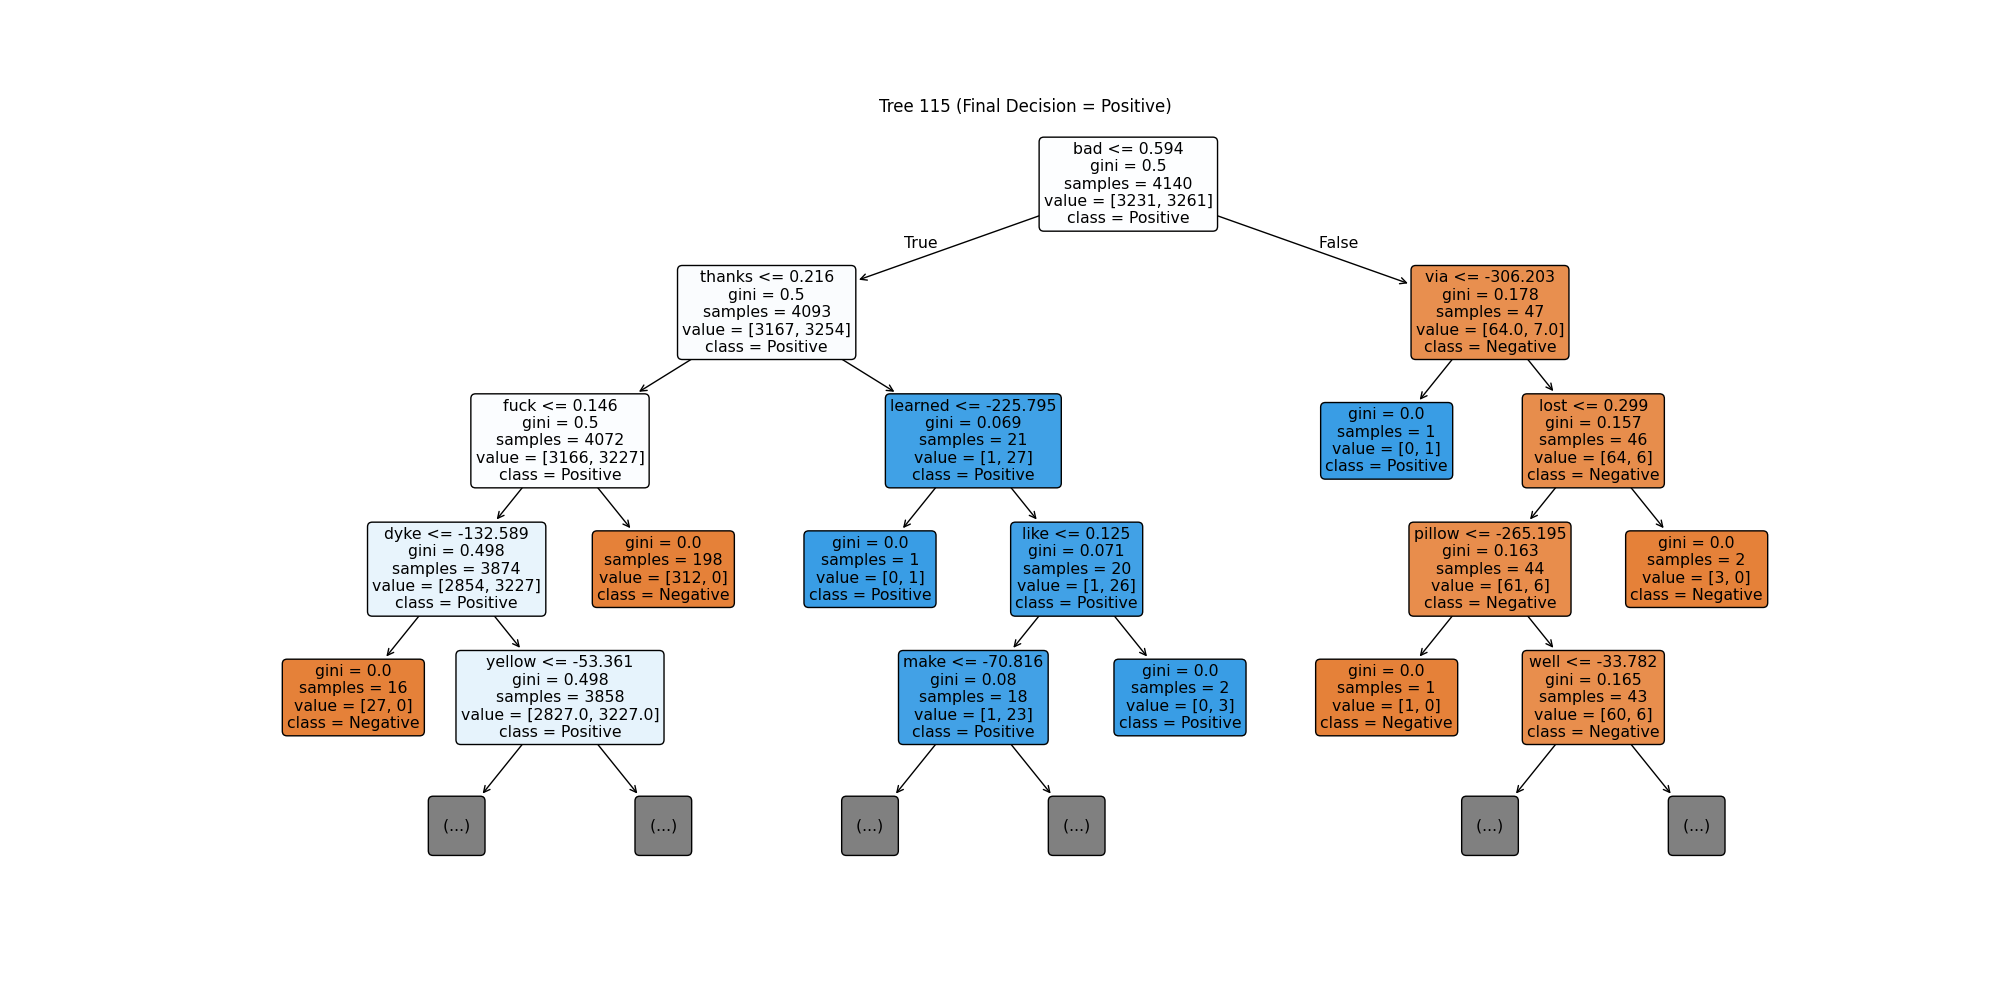 Tree 115 (Final Decision = Positive)
bad <= 0.594
gini = 0.5
samples = 4140
value = [3231, 3261]
class = Positive
True
False
thanks <= 0.216
gini = 0.5
samples = 4093
value = [3167, 3254]
class = Positive
via <= -306.203
gini = 0.178
samples = 47
value = [64.0, 7.0]
class = Negative
fuck <= 0.146
gini = 0.5
samples = 4072
value = [3166, 3227]
class = Positive
learned <= -225.795
gini = 0.069
samples = 21
value = [1, 27]
class = Positive
gini = 0.0
samples = 1
value = [0, 1]
class = Positive
lost <= 0.299
gini = 0.157
samples = 46
value = [64, 6]
class = Negative
dyke <= -132.589
gini = 0.498
samples = 3874
value = [2854, 3227]
class = Positive
gini = 0.0
samples = 198
value = [312, 0]
class = Negative
gini = 0.0
samples = 1
value = [0, 1]
class = Positive
like <= 0.125
gini = 0.071
samples = 20
value = [1, 26]
class = Positive
pillow <= -265.195
gini = 0.163
samples = 44
value = [61, 6]
class = Negative
gini = 0.0
samples = 2
value = [3, 0]
class = Negative
gini = 0.0
samples = 16
value = [27, 0]
class = Negative
yellow <= -53.361
gini = 0.498
samples = 3858
value = [2827.0, 3227.0]
class = Positive
make <= -70.816
gini = 0.08
samples = 18
value = [1, 23]
class = Positive
gini = 0.0
samples = 2
value = [0, 3]
class = Positive
gini = 0.0
samples = 1
value = [1, 0]
class = Negative
well <= -33.782
gini = 0.165
samples = 43
value = [60, 6]
class = Negative
(...)
(...)
(...)
(...)
(...)
(...)